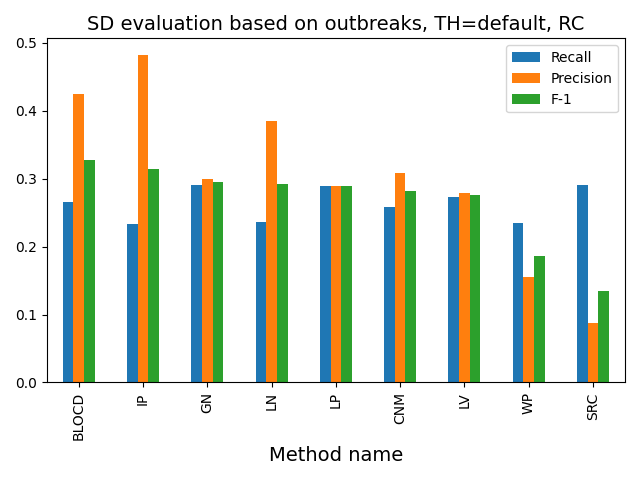 SD evaluation based on outbreaks, TH=default, RC
0.5
0.4
0.3
0.2
0.1
0.0
Recall
Precision
F-1
BLOCD
IP
GN
LN
LP
CNM
LV
WP
SRC
Method name